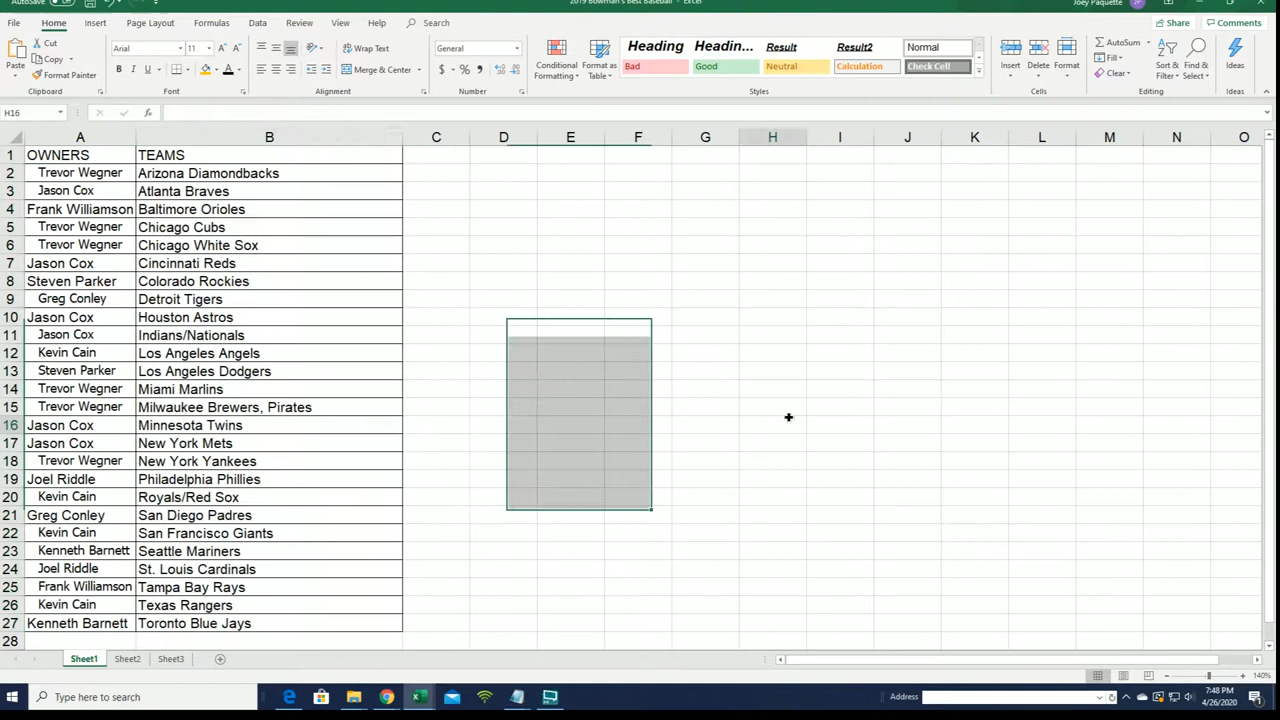 AutoSave
2019 Bowman's Best Baseball - Excel
Joey Paquette JP
File Home Insert Page Layout Formulas Data Review View Help Search Share Comments
Cut
Copy
Format Painter
Paste
Arial 11
B I U
Wrap Text
Merge & Center
General
$ % ,
Conditional Formatting
Format as Table
Heading Headin... Result Result2 Normal
Bad Good Neutral Calculation Check Cell
Insert Delete Format
AutoSum
Fill
Clear
Sort & Filter
Find & Select
Ideas
Clipboard Font Alignment Number Styles Cells Editing Ideas
H16 fx
A B C D E F G H I J K L M N O
1 OWNERS TEAMS
2 Trevor Wegner Arizona Diamondbacks
3 Jason Cox Atlanta Braves
4 Frank Williamson Baltimore Orioles
5 Trevor Wegner Chicago Cubs
6 Trevor Wegner Chicago White Sox
7 Jason Cox Cincinnati Reds
8 Steven Parker Colorado Rockies
9 Greg Conley Detroit Tigers
10 Jason Cox Houston Astros
11 Jason Cox Indians/Nationals
12 Kevin Cain Los Angeles Angels
13 Steven Parker Los Angeles Dodgers
14 Trevor Wegner Miami Marlins
15 Trevor Wegner Milwaukee Brewers, Pirates
16 Jason Cox Minnesota Twins
17 Jason Cox New York Mets
18 Trevor Wegner New York Yankees
19 Joel Riddle Philadelphia Phillies
20 Kevin Cain Royals/Red Sox
21 Greg Conley San Diego Padres
22 Kevin Cain San Francisco Giants
23 Kenneth Barnett Seattle Mariners
24 Joel Riddle St. Louis Cardinals
25 Frank Williamson Tampa Bay Rays
26 Kevin Cain Texas Rangers
27 Kenneth Barnett Toronto Blue Jays
28
Sheet1 Sheet2 Sheet3
140%
Type here to search
Address
7:48 PM
4/26/2020